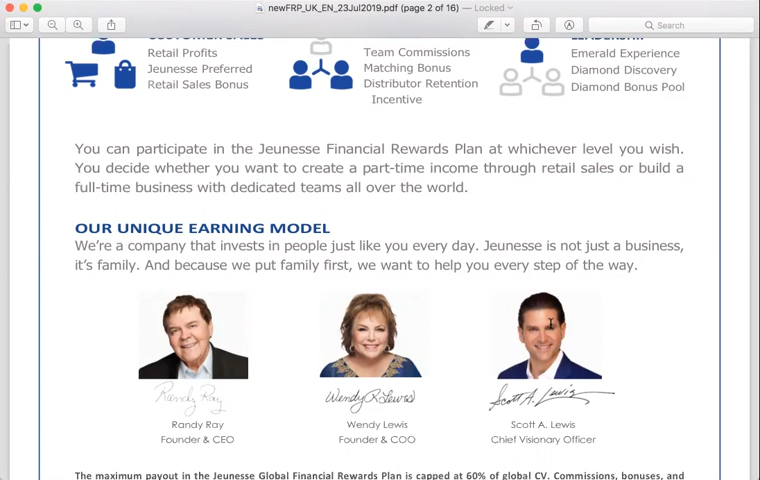 newFRP_UK_EN_23Jul2019.pdf (page 2 of 16) — Locked
Search
CUSTOMER SALES
Retail Profits
Jeunesse Preferred
Retail Sales Bonus
Team Commissions
Matching Bonus
Distributor Retention
Incentive
LEADERSHIP
Emerald Experience
Diamond Discovery
Diamond Bonus Pool
You can participate in the Jeunesse Financial Rewards Plan at whichever level you wish.
You decide whether you want to create a part-time income through retail sales or build a
full-time business with dedicated teams all over the world.
OUR UNIQUE EARNING MODEL
We’re a company that invests in people just like you every day. Jeunesse is not just a business,
it’s family. And because we put family first, we want to help you every step of the way.
Randy Ray
Wendy R Lewis
Scott A. Lewis
Randy Ray
Founder & CEO
Wendy Lewis
Founder & COO
Scott A. Lewis
Chief Visionary Officer
The maximum payout in the Jeunesse Global Financial Rewards Plan is capped at 60% of global CV. Commissions, bonuses, and